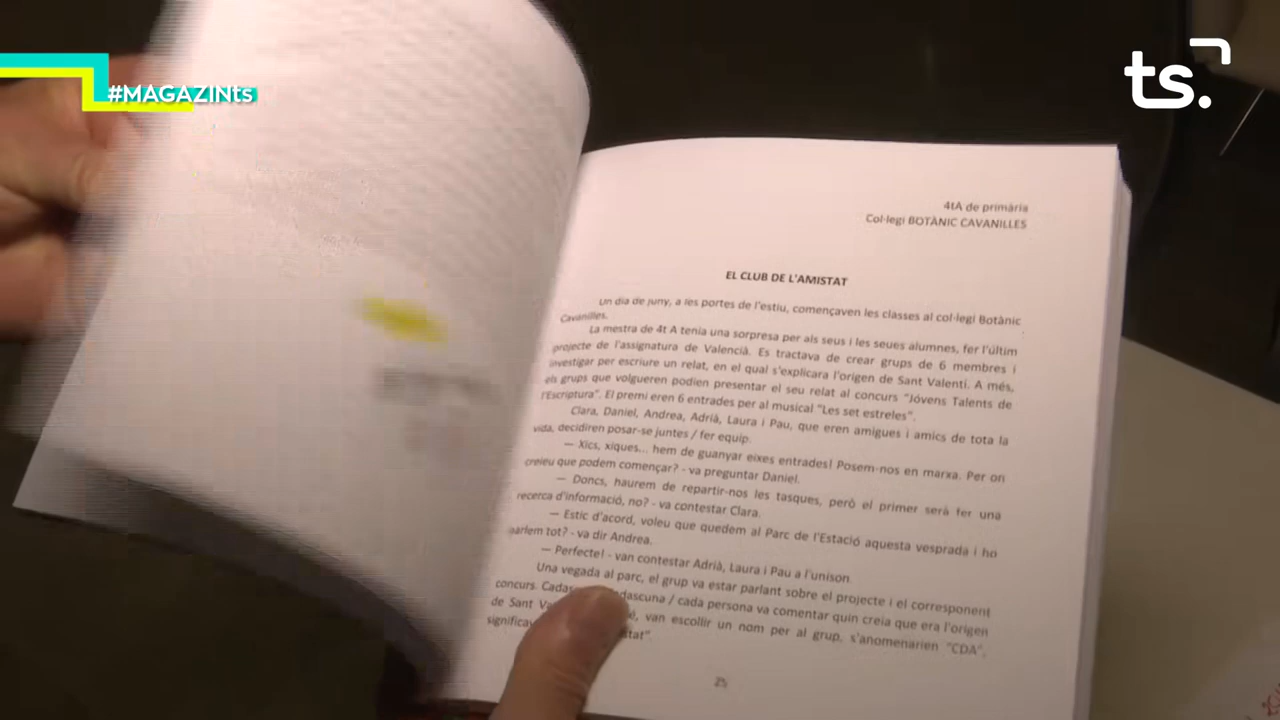 #MAGAZINts
ts.
4tA de primària
Col·legi BOTÀNIC CAVANILLES
EL CLUB DE L'AMISTAT
Un dia de juny, a les portes de l'estiu, començaven les classes al col·legi Botànic
Cavanilles.
La mestra de 4t A tenia una sorpresa per als seus i les seues alumnes, fer l'últim
projecte de l'assignatura de Valencià. Es tractava de crear grups de 6 membres i
investigar per escriure un relat, en el qual s'explicara l'origen de Sant Valentí. A més,
els grups que volgueren podien presentar el seu relat al concurs "Jóvens Talents de
l'Escriptura". El premi eren 6 entrades per al musical "Les set estreles".
Clara, Daniel, Andrea, Adrià, Laura i Pau, que eren amigues i amics de tota la
vida, decidiren posar-se juntes / fer equip.
— Xics, xiques... hem de guanyar eixes entrades! Posem-nos en marxa. Per on
creieu que podem començar? - va preguntar Daniel.
— Doncs, haurem de repartir-nos les tasques, però el primer serà fer una
recerca d'informació, no? - va contestar Clara.
— Estic d'acord, voleu que quedem al Parc de l'Estació aquesta vesprada i ho
parlem tot? - va dir Andrea.
— Perfecte! - van contestar Adrià, Laura i Pau a l'unison.
Una vegada al parc, el grup va estar parlant sobre el projecte i el corresponent
concurs. / cada persona va comentar quin creia que era l'origen
de Sant van escollir un nom per al grup, s'anomenarien "CDA",
25